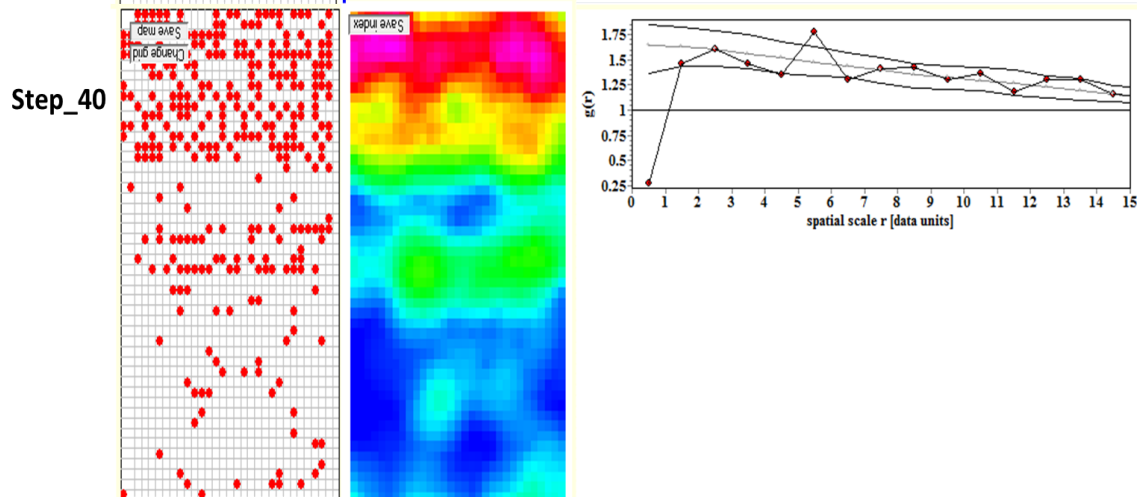 Save map
Change grid
Save index
Step_40
g(r)
1.75
1.5
1.25
1
0.75
0.5
0.25
0 1 2 3 4 5 6 7 8 9 10 11 12 13 14 15
spatial scale r [data units]